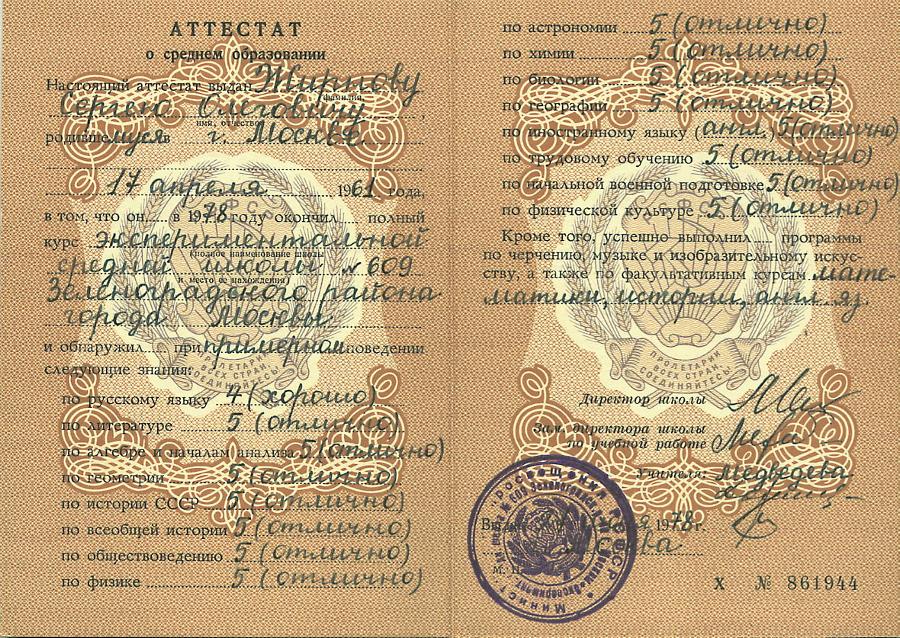 АТТЕСТАТ
о среднем образовании
Настоящий аттестат выдан Жирнову
фамилия,
Сергею Олеговичу
имя, отчество
родившемуся в г. Москве
17 апреля 1961 года,
в том, что он в 1978 году окончил полный
курс экспериментальной
(полное наименование школы
средней школы № 609
и место ее нахождения)
Зеленоградского района
города Москвы
и обнаружил при примерном поведении
следующие знания:
по русскому языку 4 (хорошо)
по литературе 5 (отлично)
по алгебре и началам анализа 5 (отлично)
по геометрии 5 (отлично)
по истории СССР 5 (отлично)
по всеобщей истории 5 (отлично)
по обществоведению 5 (отлично)
по физике 5 (отлично)
ПРОЛЕТАРИИ
ВСЕХ СТРАН,
СОЕДИНЯЙТЕСЬ!
по астрономии 5 (отлично)
по химии 5 (отлично)
по биологии 5 (отлично)
по географии 5 (отлично)
по иностранному языку (англ.) 5 (отлично)
по трудовому обучению 5 (отлично)
по начальной военной подготовке 5 (отлично)
по физической культуре 5 (отлично)
Кроме того, успешно выполнил программы
по черчению, музыке и изобразительному искус-
ству, а также по факультативным курсам мате-
матики, истории, англ. яз.
ПРОЛЕТАРИИ
ВСЕХ СТРАН,
СОЕДИНЯЙТЕСЬ!
Директор школы
Зам. директора школы
по учебной работе
Учителя: Медведева
1978 г.
Москва
М. П.
Х № 861944